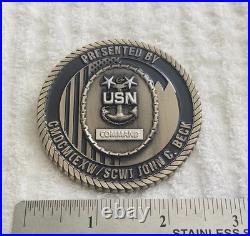 PRESENTED BY
USN
COMMAND
CMDCM(EXW/SCW) JOHN C. BECK
1 2 3
STAINLESS